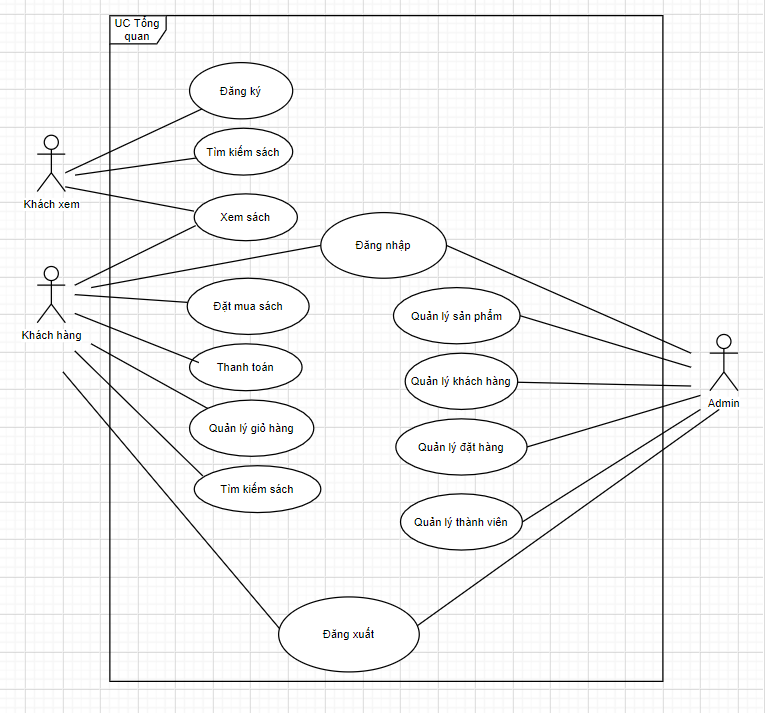 UC Tổng
quan
Đăng ký
Tìm kiếm sách
Khách xem
Xem sách
Đăng nhập
Đặt mua sách
Quản lý sản phẩm
Khách hàng
Thanh toán
Quản lý khách hàng
Admin
Quản lý giỏ hàng
Quản lý đặt hàng
Tìm kiếm sách
Quản lý thành viên
Đăng xuất